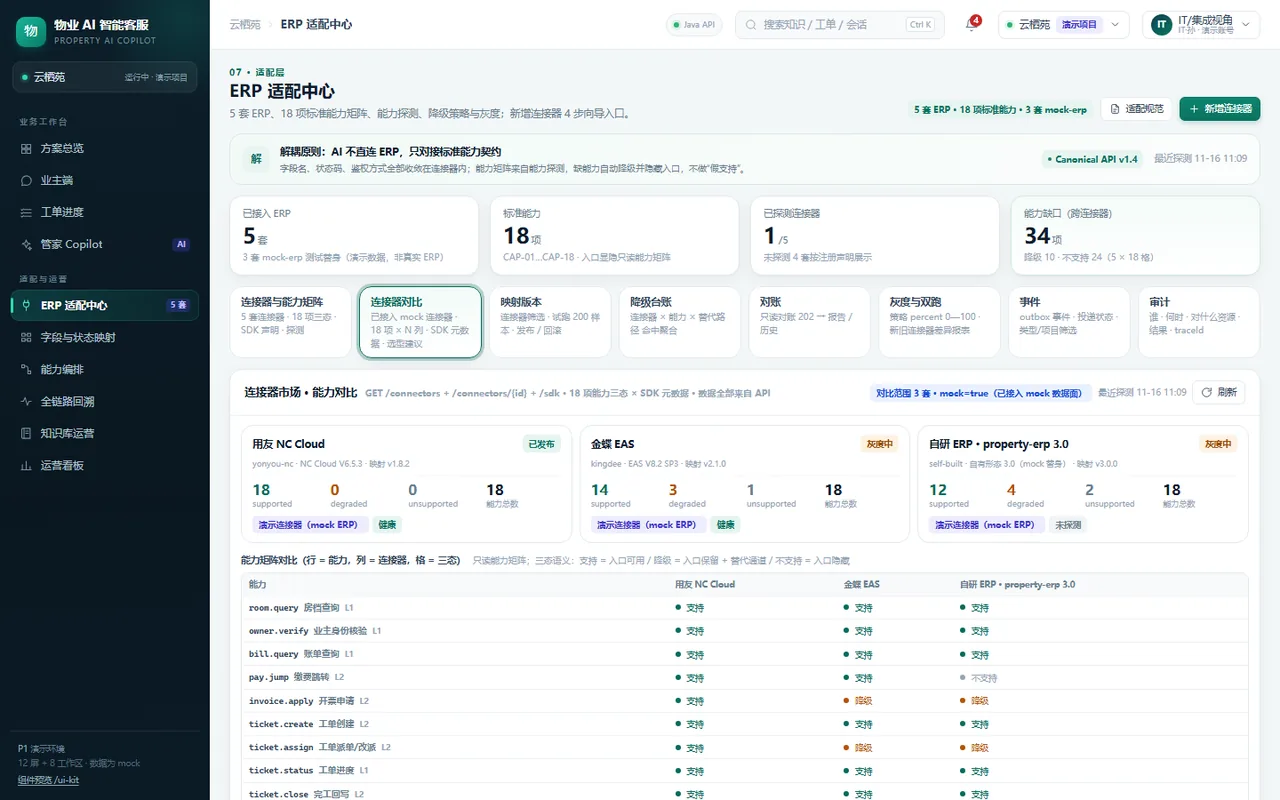 物
物业 AI 智能客服
PROPERTY AI COPILOT
云栖苑
运行中 · 演示项目
业务工作台
方案总览
业主端
工单进度
管家 Copilot
AI
适配与运营
ERP 适配中心
5 套
字段与状态映射
能力编排
全链路回溯
知识库运营
运营看板
P1 演示环境
12 屏 + 8 工作区 · 数据为 mock
组件预览 /ui-kit
云栖苑
ERP 适配中心
Java API
搜索知识 / 工单 / 会话
Ctrl K
4
云栖苑
演示项目
IT
IT/集成视角
IT·孙 · 演示账号
07 · 适配层
ERP 适配中心
5 套 ERP、18 项标准能力矩阵、能力探测、降级策略与灰度；新增连接器 4 步向导入口。
5 套 ERP • 18 项标准能力 • 3 套 mock-erp
适配规范
新增连接器
解
解耦原则：AI 不直连 ERP，只对接标准能力契约
字段名、状态码、鉴权方式全部收敛在连接器内；能力矩阵来自能力探测，缺能力自动降级并隐藏入口，不做"假支持"。
Canonical API v1.4
最近探测 11-16 11:09
已接入 ERP
5 套
3 套 mock-erp 测试替身（演示数据，非真实 ERP）
标准能力
18 项
CAP-01…CAP-18 · 入口显隐只读能力矩阵
已探测连接器
1 /5
未探测 4 套按注册声明展示
能力缺口（跨连接器）
34 项
降级 10 · 不支持 24（5 × 18 格）
连接器与能力矩阵
5 套连接器 · 18 项三态 ·
SDK 声明 · 探测
连接器对比
已接入 mock 连接器 ·
18 项 × N 列 · SDK 元数
据 · 选型建议
映射版本
连接器筛选 · 试跑 200 样
本 · 发布 / 回滚
降级台账
连接器 × 能力 × 替代路
径 命中聚合
对账
只读对账 202 → 报告 /
历史
灰度与双跑
策略 percent 0—100 ·
新旧连接器差异报表
事件
outbox 事件 · 投递状态 ·
类型/项目筛选
审计
谁 · 何时 · 对什么资源 ·
结果 · traceId
连接器市场 • 能力对比
GET /connectors + /connectors/{id} + /sdk • 18 项能力三态 × SDK 元数据 • 数据全部来自 API
对比范围 3 套 • mock=true（已接入 mock 数据面）
最近探测 11-16 11:09
刷新
用友 NC Cloud
已发布
yonyou-nc · NC Cloud V6.5.3 · 映射 v1.8.2
18
supported
0
degraded
0
unsupported
18
能力总数
演示连接器（mock ERP）
健康
金蝶 EAS
灰度中
kingdee · EAS V8.2 SP3 · 映射 v2.1.0
14
supported
3
degraded
1
unsupported
18
能力总数
演示连接器（mock ERP）
健康
自研 ERP • property-erp 3.0
灰度中
self-built · 自有形态 3.0（mock 替身） · 映射 v3.0.0
12
supported
4
degraded
2
unsupported
18
能力总数
演示连接器（mock ERP）
未探测
能力矩阵对比（行 = 能力，列 = 连接器，格 = 三态）
只读能力矩阵；三态语义：支持 = 入口可用 / 降级 = 入口保留 + 替代通道 / 不支持 = 入口隐藏
能力 用友 NC Cloud 金蝶 EAS 自研 ERP • property-erp 3.0
room.query 房档查询 L1 支持 支持 支持
owner.verify 业主身份核验 L1 支持 支持 支持
bill.query 账单查询 L1 支持 支持 支持
pay.jump 缴费跳转 L2 支持 支持 不支持
invoice.apply 开票申请 L2 支持 降级 降级
ticket.create 工单创建 L2 支持 支持 支持
ticket.assign 工单派单/改派 L2 支持 降级 降级
ticket.status 工单进度 L1 支持 支持 支持
ticket.close 完工回写 L2 支持 支持 支持